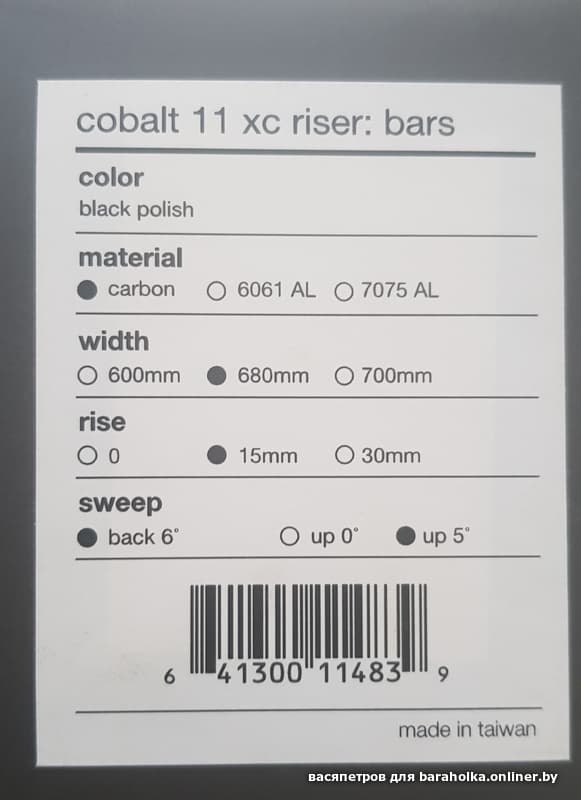 cobalt 11 xc riser: bars
color
black polish
material
carbon 6061 AL 7075 AL
width
600mm 680mm 700mm
rise
0 15mm 30mm
sweep
back 6° up 0° up 5°
6 41300 11483 9
made in taiwan
васяпетров для baraholka.onliner.by